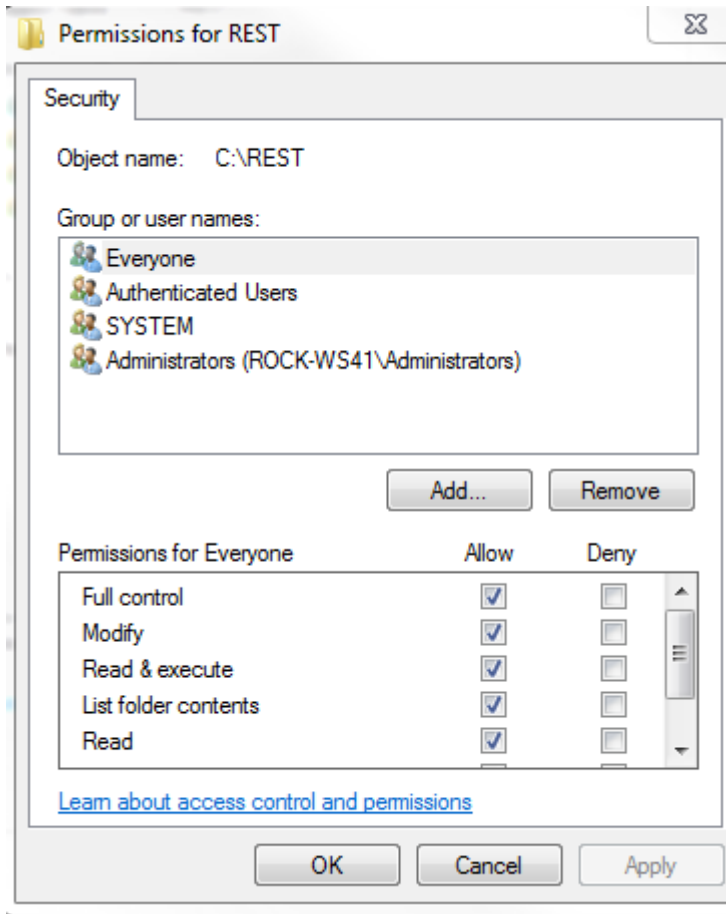 Permissions for REST
Security
Object name: C:\REST
Group or user names:
Everyone
Authenticated Users
SYSTEM
Administrators (ROCK-WS41\Administrators)
Add... Remove
Permissions for Everyone Allow Deny
Full control
Modify
Read & execute
List folder contents
Read
Learn about access control and permissions
OK Cancel Apply